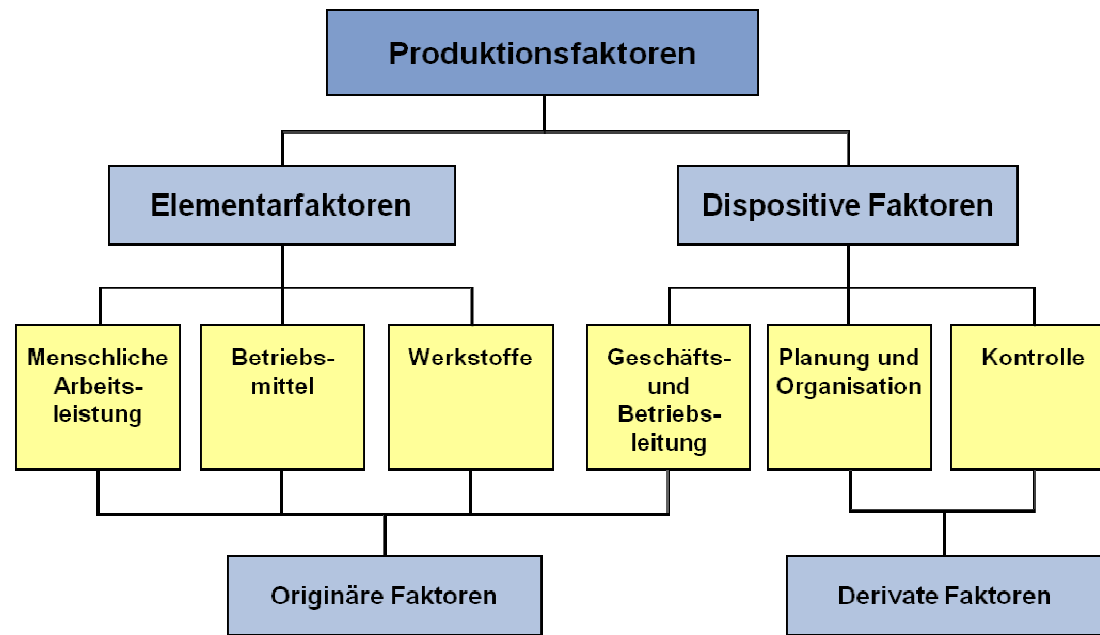 Produktionsfaktoren
Elementarfaktoren
Dispositive Faktoren
Menschliche
Arbeits-
leistung
Betriebs-
mittel
Werkstoffe
Geschäfts-
und
Betriebs-
leitung
Planung und
Organisation
Kontrolle
Originäre Faktoren
Derivate Faktoren